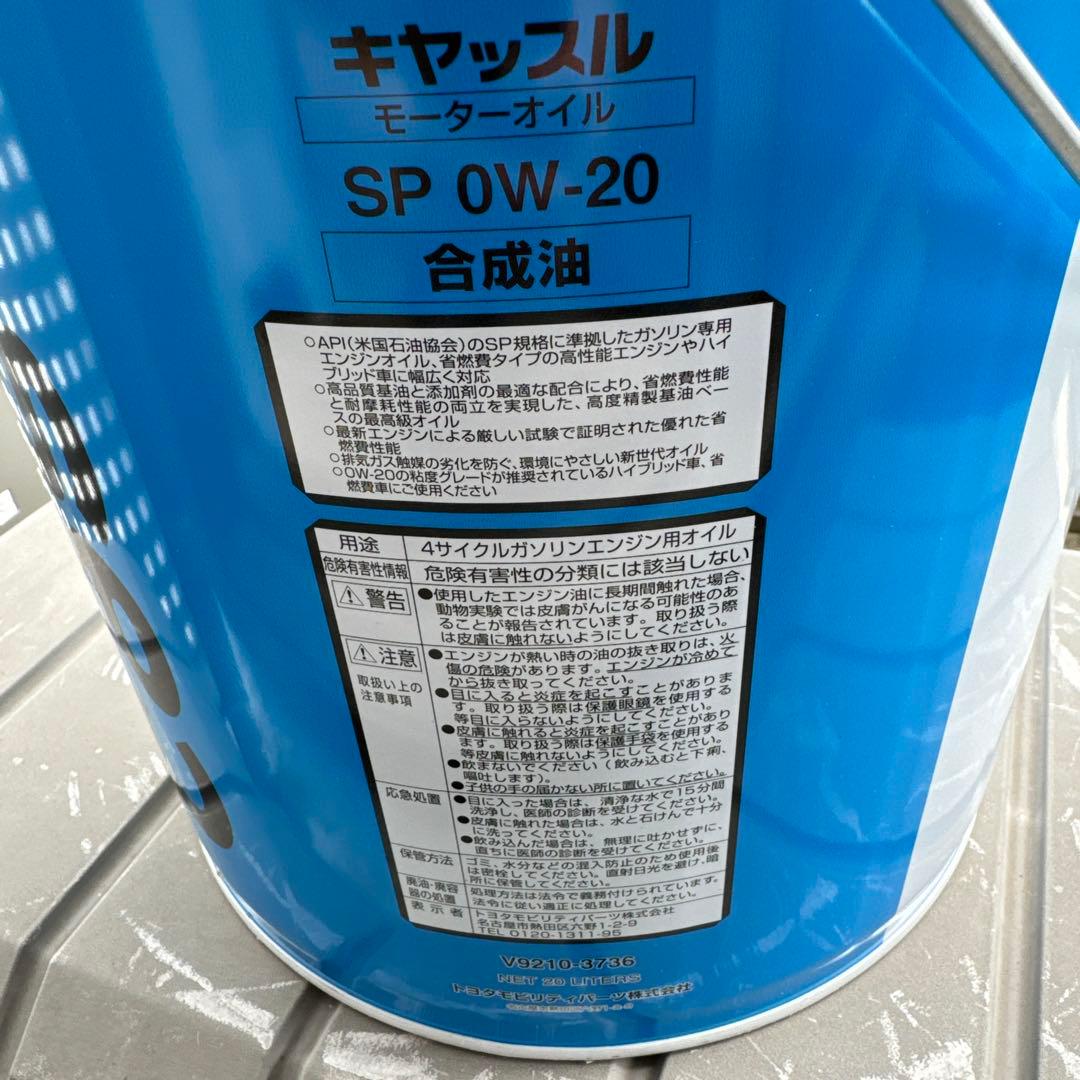 キヤッスル
モーターオイル
SP 0W-20
合成油
○API(米国石油協会)のSP規格に準拠したガソリン専用
エンジンオイル、省燃費タイプの高性能エンジンやハイ
ブリッド車に幅広く対応
○高品質基油と添加剤の最適な配合により、省燃費性能
と耐摩耗性能の両立を実現した、高度精製基油ベー
スの最高級オイル
○最新エンジンによる厳しい試験で証明された優れた省
燃費性能
○排気ガス触媒の劣化を防ぐ、環境にやさしい新世代オイル
○0W-20の粘度グレードが推奨されているハイブリッド車、省
燃費車にご使用ください
用途 4サイクルガソリンエンジン用オイル
危険有害性情報 危険有害性の分類には該当しない
警告 ●使用したエンジン油に長期間触れた場合、
動物実験では皮膚がんになる可能性のあ
ることが報告されています。取り扱う際
は皮膚に触れないようにしてください。
注意 ●エンジンが熱い時の油の抜き取りは、火
傷の危険があります。エンジンが冷めて
から抜き取ってください。
取扱い上の
注意事項
●目に入ると炎症を起こすことがありま
す。取り扱う際は保護眼鏡を使用する
等目に入らないようにしてください。
●皮膚に触れると炎症を起こすことがあり
ます。取り扱う際は保護手袋を使用する
等皮膚に触れないようにしてください。
●飲まないでください(飲み込むと下痢、
嘔吐します)。
●子供の手の届かない所に置いてください。
応急処置 ●目に入った場合は、清浄な水で15分間
洗浄し、医師の診断を受けてください。
●皮膚に触れた場合は、水と石けんで十分
に洗ってください。
●飲み込んだ場合は、無理に吐かせずに、
直ちに医師の診断を受けてください。
保管方法 ゴミ、水分などの混入防止のため使用後
は密栓してください。直射日光を避け、暗
所に保管してください。
廃油・廃容
器の処置 処理方法は法令で義務付けられています。
法令に従い適正に処理してください。
表示者 トヨタモビリティパーツ株式会社
名古屋市熱田区六野1-2-9
TEL 0120-1311-95
V9210-3736
NET 20 LITERS
トヨタモビリティパーツ株式会社